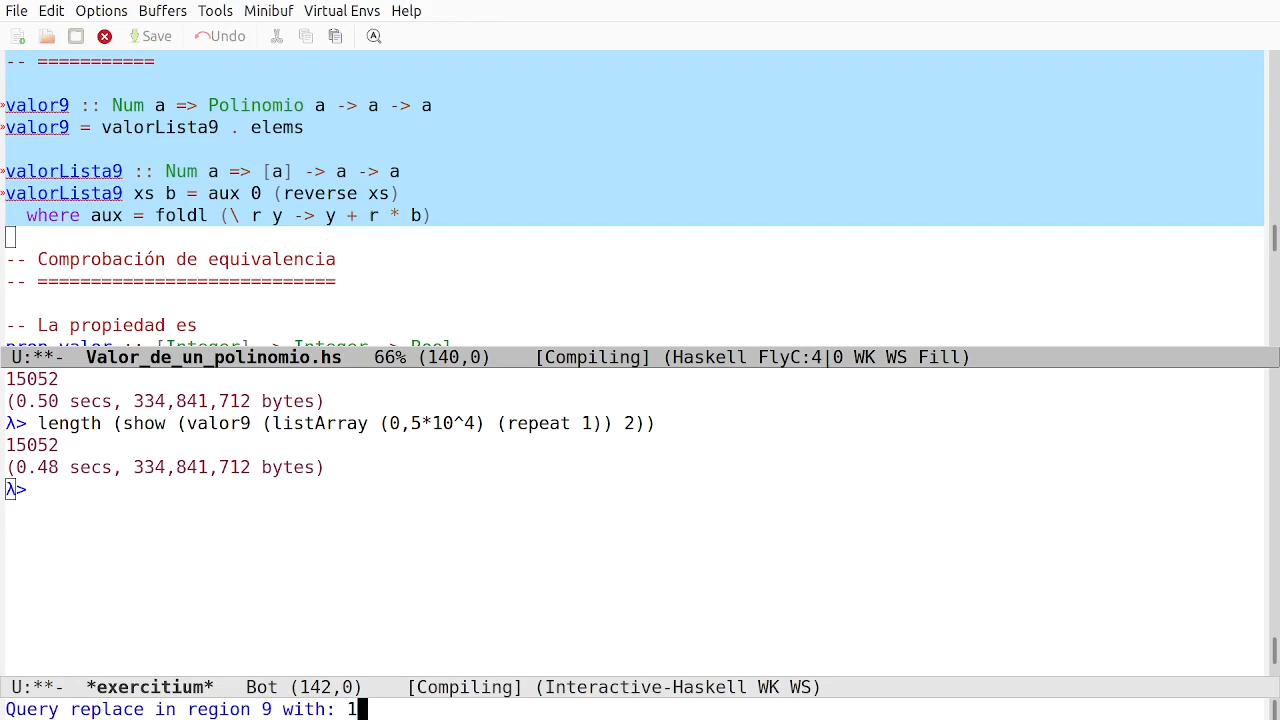 File Edit Options Buffers Tools Minibuf Virtual Envs Help
Save Undo
-- ===========
valor9 :: Num a => Polinomio a -> a -> a
valor9 = valorLista9 . elems
valorLista9 :: Num a => [a] -> a -> a
valorLista9 xs b = aux 0 (reverse xs)
  where aux = foldl (\ r y -> y + r * b)
-- Comprobación de equivalencia
-- ============================
-- La propiedad es
prop_valor :: [Integer] -> Integer -> Bool
U:**-  Valor_de_un_polinomio.hs   66% (140,0)    [Compiling] (Haskell FlyC:4|0 WK WS Fill)
15052
(0.50 secs, 334,841,712 bytes)
λ> length (show (valor9 (listArray (0,5*10^4) (repeat 1)) 2))
15052
(0.48 secs, 334,841,712 bytes)
λ>
U:**-  *exercitium*   Bot (142,0)    [Compiling] (Interactive-Haskell WK WS)
Query replace in region 9 with: 1